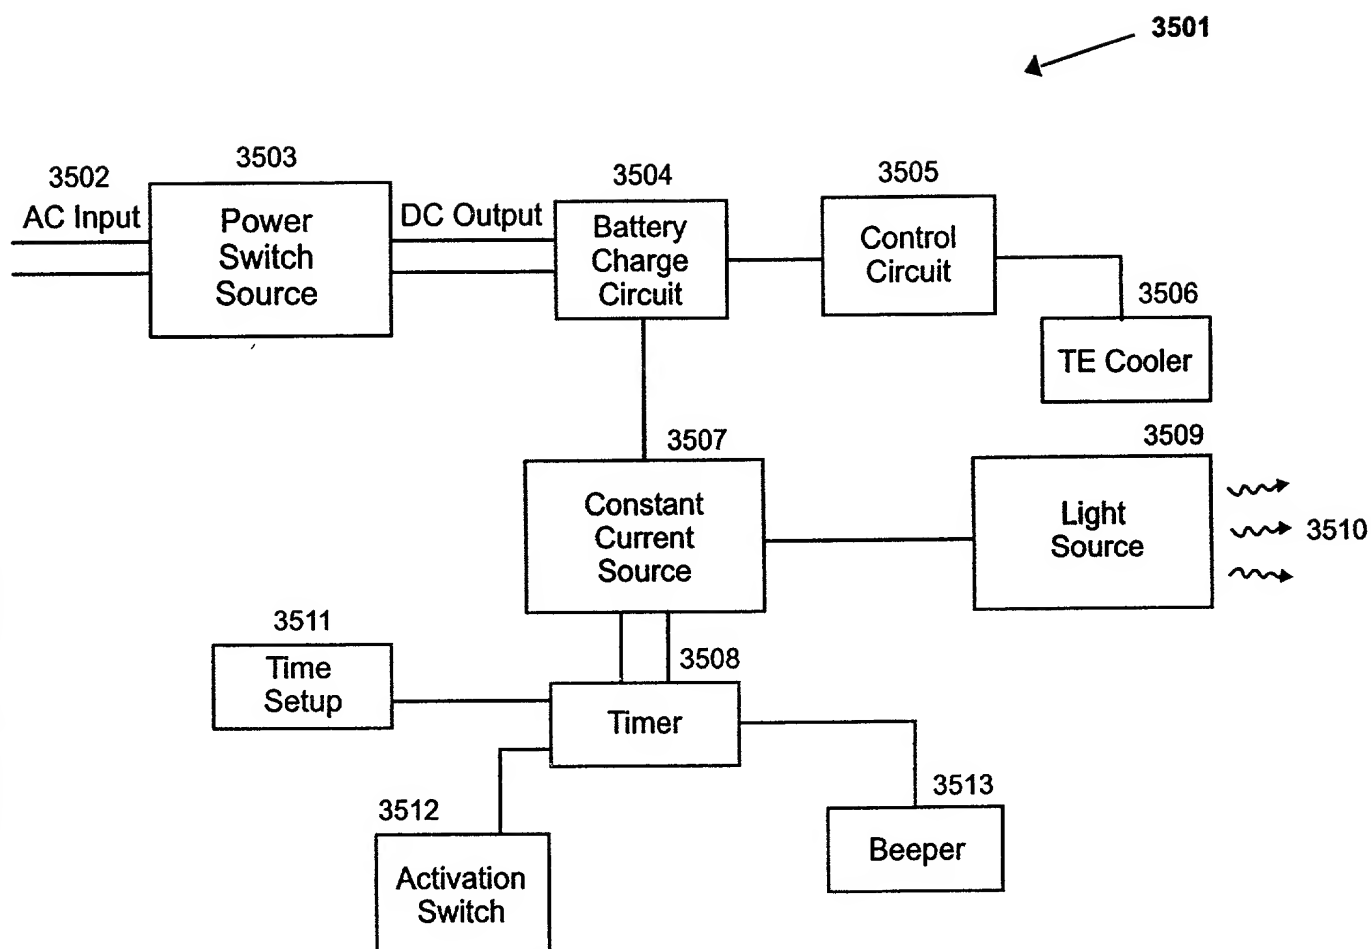 3501
3502
AC Input
3503
Power
Switch
Source
DC Output
3504
Battery
Charge
Circuit
3505
Control
Circuit
3506
TE Cooler
3507
Constant
Current
Source
3509
Light
Source
3510
3511
Time
Setup
3508
Timer
3512
Activation
Switch
3513
Beeper